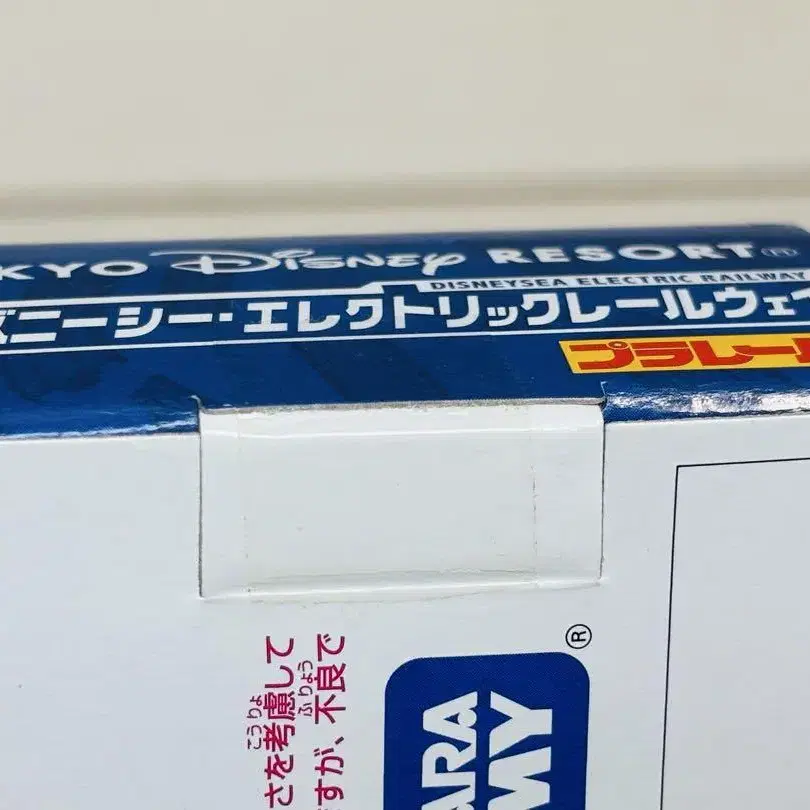 KYO Disney RESORT®
DISNEYSEA ELECTRIC RAILWAY
ズニーシー・エレクトリックレールウェイ
プラレール
®
ARA
MY
こうりょ
さを考慮して
ふりょう
すが、不良で